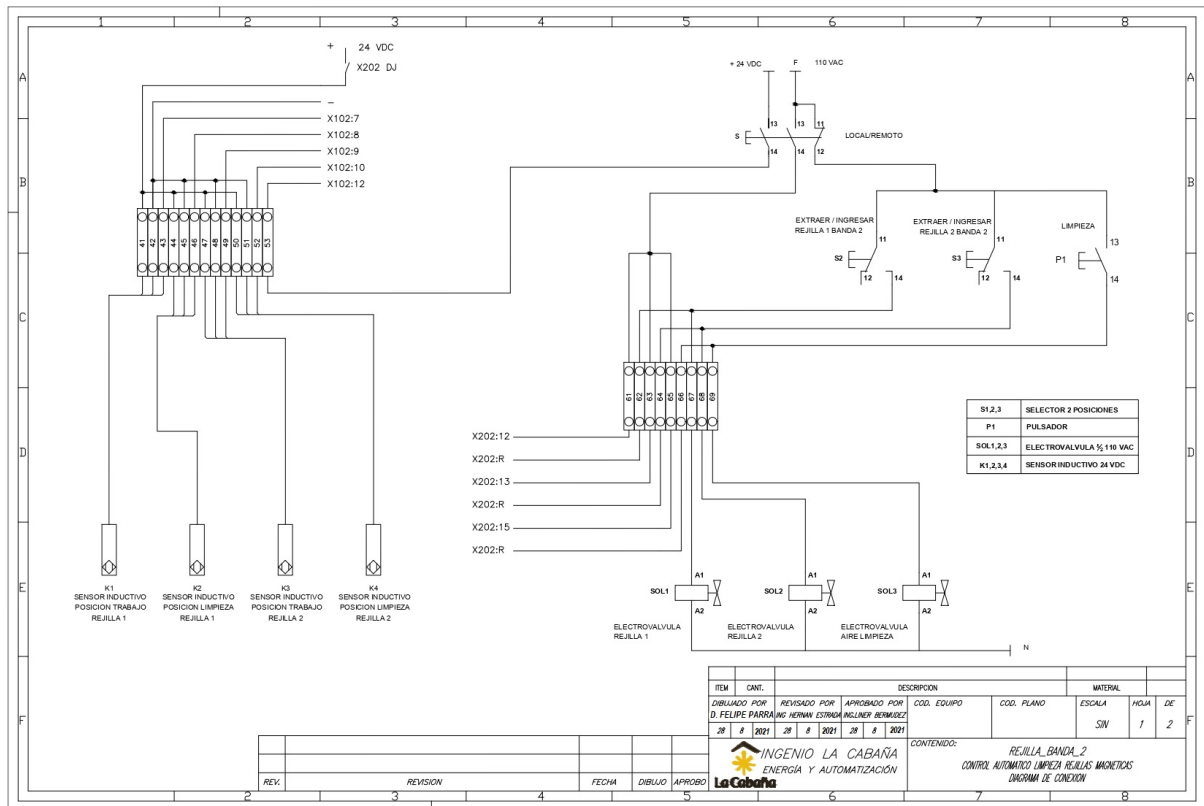 1 2 3 4 5 6 7 8
A A
B B
C C
D D
E E
F F
+ 24 VDC
X202 DJ
-
X102:7
X102:8
X102:9
X102:10
X102:12
41 42 43 44 45 46 47 48 49 50 51 52 53
K1
SENSOR INDUCTIVO
POSICION TRABAJO
REJILLA 1
K2
SENSOR INDUCTIVO
POSICION LIMPIEZA
REJILLA 1
K3
SENSOR INDUCTIVO
POSICION TRABAJO
REJILLA 2
K4
SENSOR INDUCTIVO
POSICION LIMPIEZA
REJILLA 2
+ 24 VDC F 110 VAC
13 13 11
S LOCAL/REMOTO
14 14 12
EXTRAER / INGRESAR
REJILLA 1 BANDA 2
11
S2
12 14
EXTRAER / INGRESAR
REJILLA 2 BANDA 2
11
S3
12 14
LIMPIEZA
13
P1
14
61 62 63 64 65 66 67 68 69
X202:12
X202:R
X202:13
X202:R
X202:15
X202:R
A1
SOL1
A2
ELECTROVALVULA
REJILLA 1
A1
SOL2
A2
ELECTROVALVULA
REJILLA 2
A1
SOL3
A2
ELECTROVALVULA
AIRE LIMPIEZA
N
S1,2,3 SELECTOR 2 POSICIONES
P1 PULSADOR
SOL1,2,3 ELECTROVALVULA 5/2 110 VAC
K1,2,3,4 SENSOR INDUCTIVO 24 VDC
ITEM CANT. DESCRIPCION MATERIAL
DIBUJADO POR REVISADO POR APROBADO POR COD. EQUIPO COD. PLANO ESCALA HOJA DE
D. FELIPE PARRA ING HERNAN ESTRADA ING.LINER BERMUDEZ SIN 1 2
28 8 2021 28 8 2021 28 8 2021
INGENIO LA CABAÑA
ENERGÍA Y AUTOMATIZACIÓN
La Cabaña
CONTENIDO:
REJILLA_BANDA_2
CONTROL AUTOMATICO LIMPIEZA REJILLAS MAGNETICAS
DIAGRAMA DE CONEXION
REV. REVISION FECHA DIBUJO APROBO
1 2 3 4 5 6 7 8